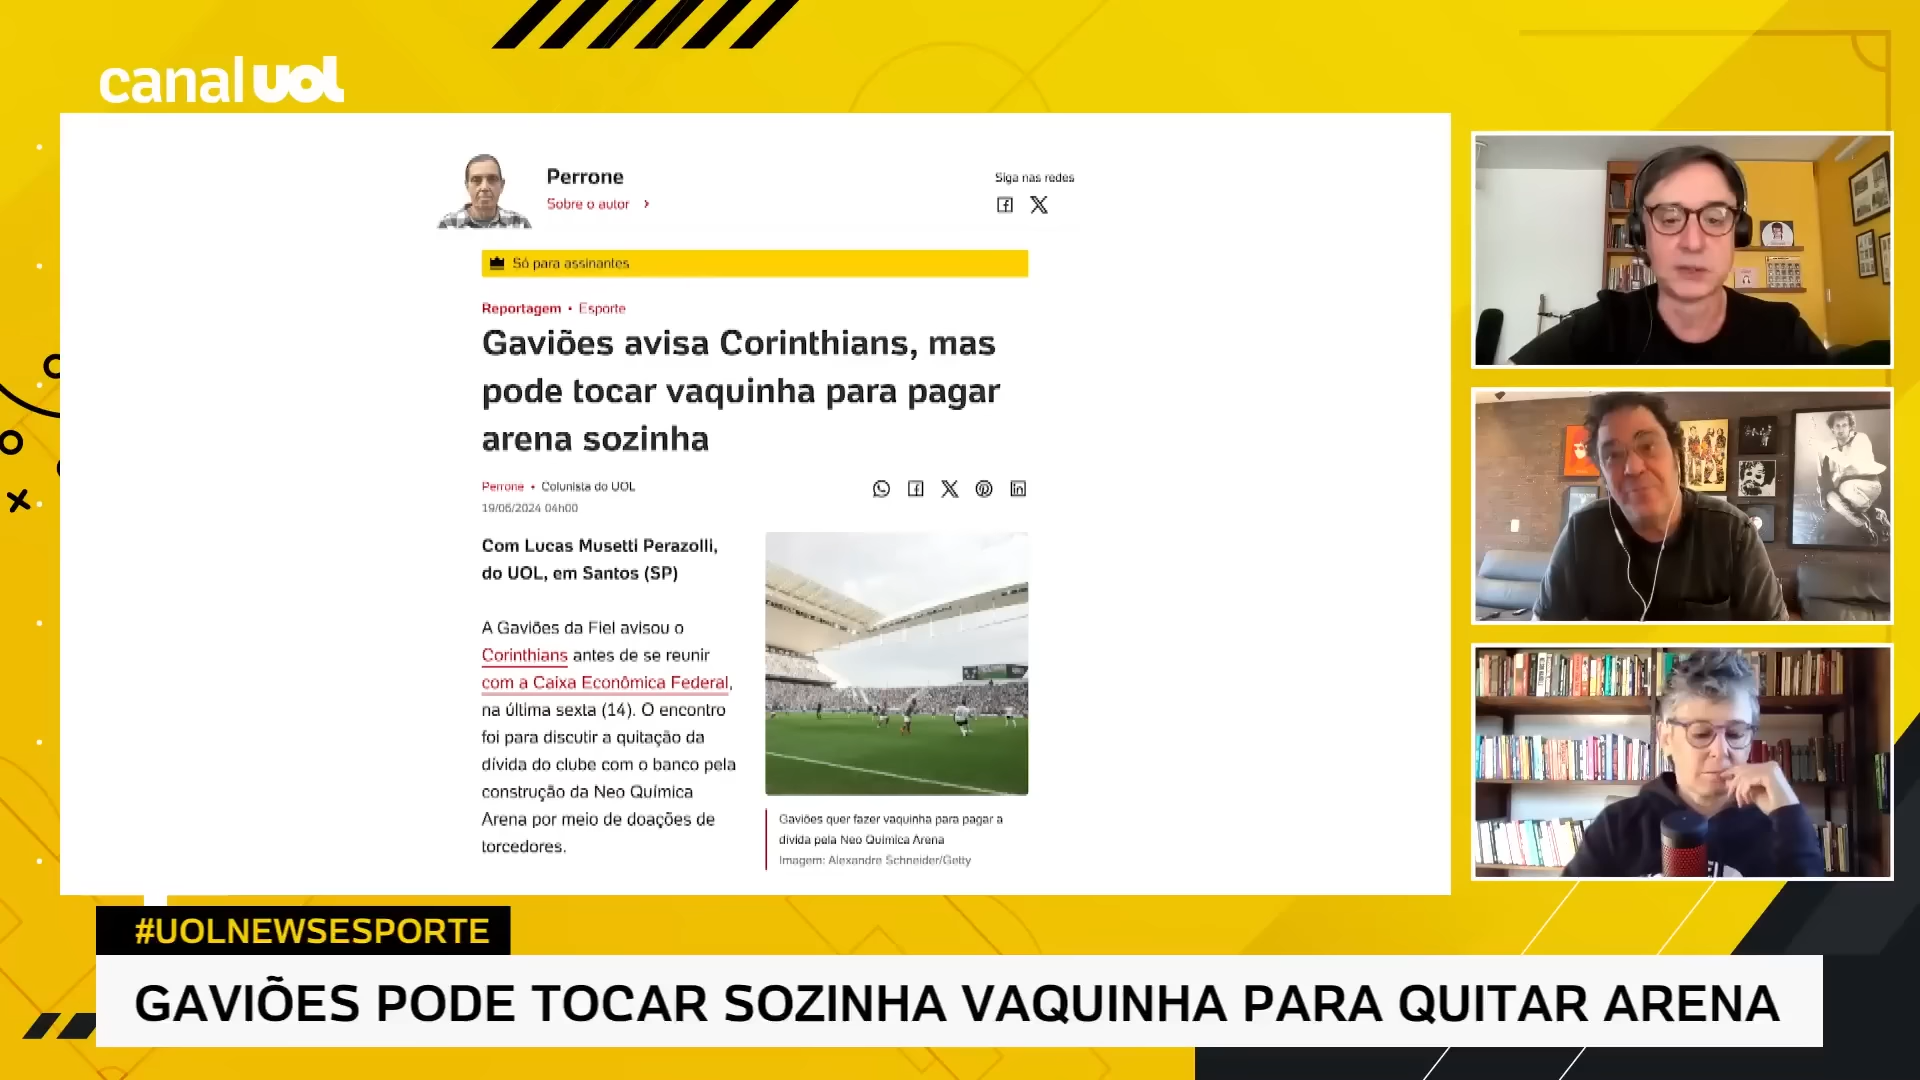 canal uol
Perrone
Sobre o autor
Siga nas redes
Só para assinantes
Reportagem • Esporte
Gaviões avisa Corinthians, mas
pode tocar vaquinha para pagar
arena sozinha
Perrone • Colunista do UOL
19/06/2024 04h00
Com Lucas Musetti Perazolli,
do UOL, em Santos (SP)
A Gaviões da Fiel avisou o
Corinthians antes de se reunir
com a Caixa Econômica Federal,
na última sexta (14). O encontro
foi para discutir a quitação da
dívida do clube com o banco pela
construção da Neo Química
Arena por meio de doações de
torcedores.
Gaviões quer fazer vaquinha para pagar a
dívida pela Neo Química Arena
Imagem: Alexandre Schneider/Getty
#UOLNEWSESPORTE
GAVIÕES PODE TOCAR SOZINHA VAQUINHA PARA QUITAR ARENA